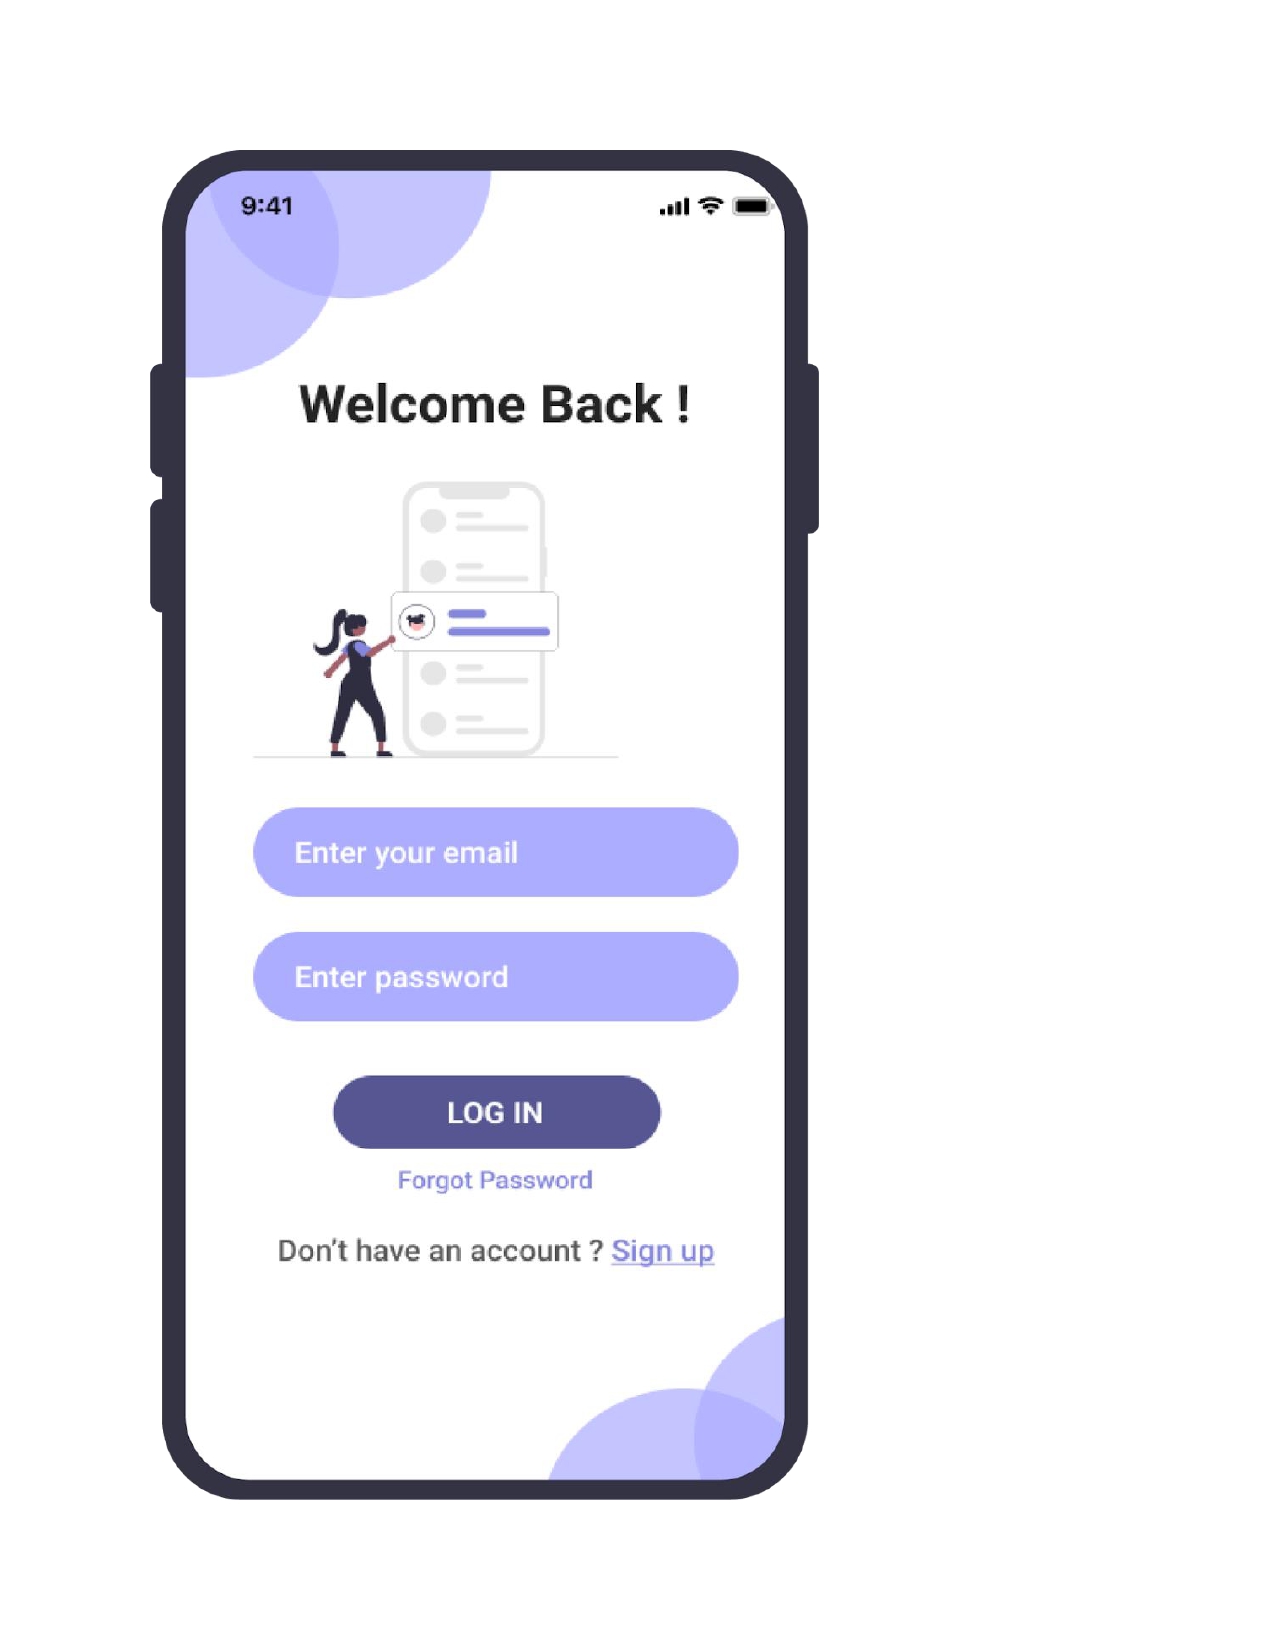 9:41
Welcome Back !
Enter your email
Enter password
LOG IN
Forgot Password
Don’t have an account ? Sign up